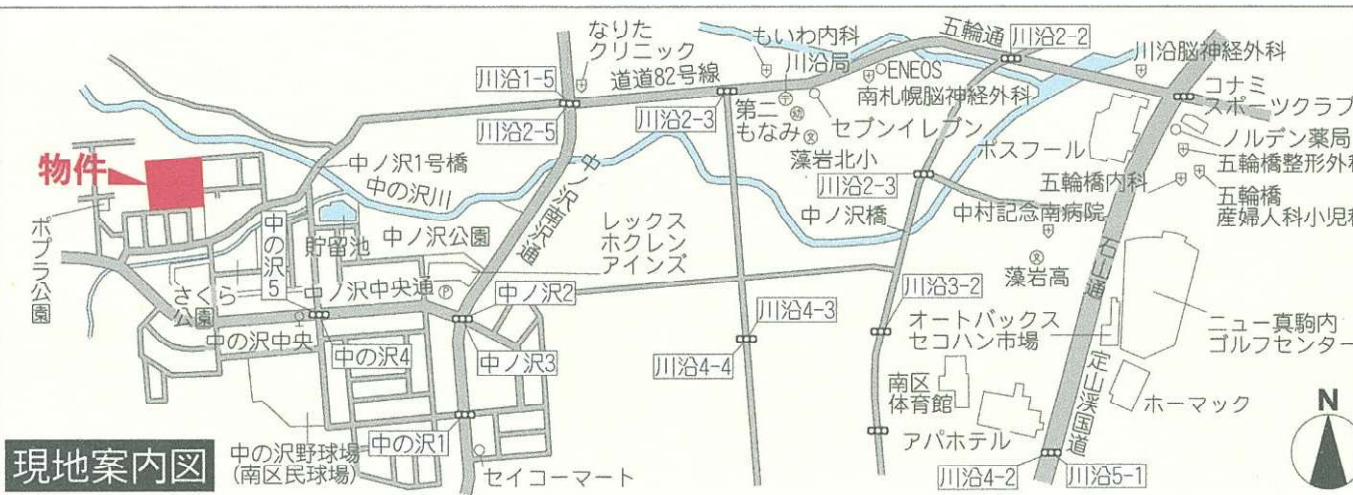 なりた
クリニック
もいわ内科
五輪通
川沿2-2
川沿1-5
道道82号線
川沿局
ENEOS
川沿脳神経外科
南札幌脳神経外科
コナミ
スポーツクラブ
川沿2-5
川沿2-3
第二
もなみ
セブンイレブン
ノルデン薬局
物件
中ノ沢1号橋
藻岩北小
ポスフール
五輪橋整形外科
中の沢川
川沿2-3
五輪橋内科
五輪橋
産婦人科小児科
中ノ沢南沢通
中ノ沢橋
中村記念南病院
ポプラ公園
貯留池
中ノ沢公園
レックス
ホクレン
アインズ
石山通
藻岩高
中の沢5
さくら
公園
中ノ沢中央通
中ノ沢2
川沿3-2
川沿4-3
オートバックス
セコハン市場
ニュー真駒内
ゴルフセンター
中の沢中央
中の沢4
中ノ沢3
川沿4-4
南区
体育館
定山渓国道
ホーマック
N
中の沢1
アパホテル
現地案内図
中の沢野球場
(南区民球場)
セイコーマート
川沿4-2
川沿5-1